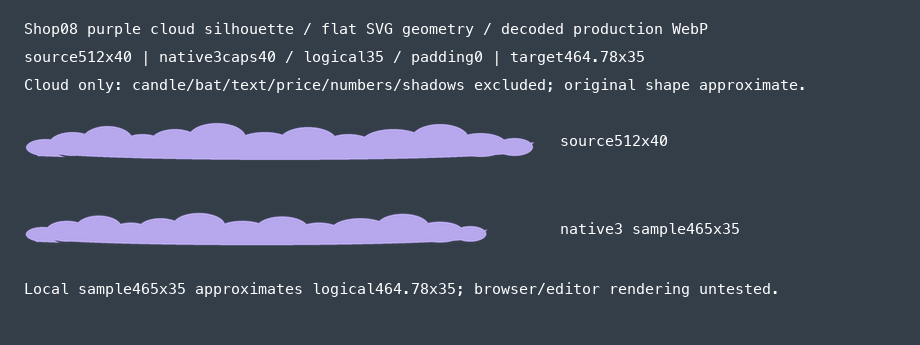 Shop08 purple cloud silhouette / flat SVG geometry / decoded production WebP
source512x40 | native3caps40 / logical35 / padding0 | target464.78x35
Cloud only: candle/bat/text/price/numbers/shadows excluded; original shape approximate.
source512x40
native3 sample465x35
Local sample465x35 approximates logical464.78x35; browser/editor rendering untested.